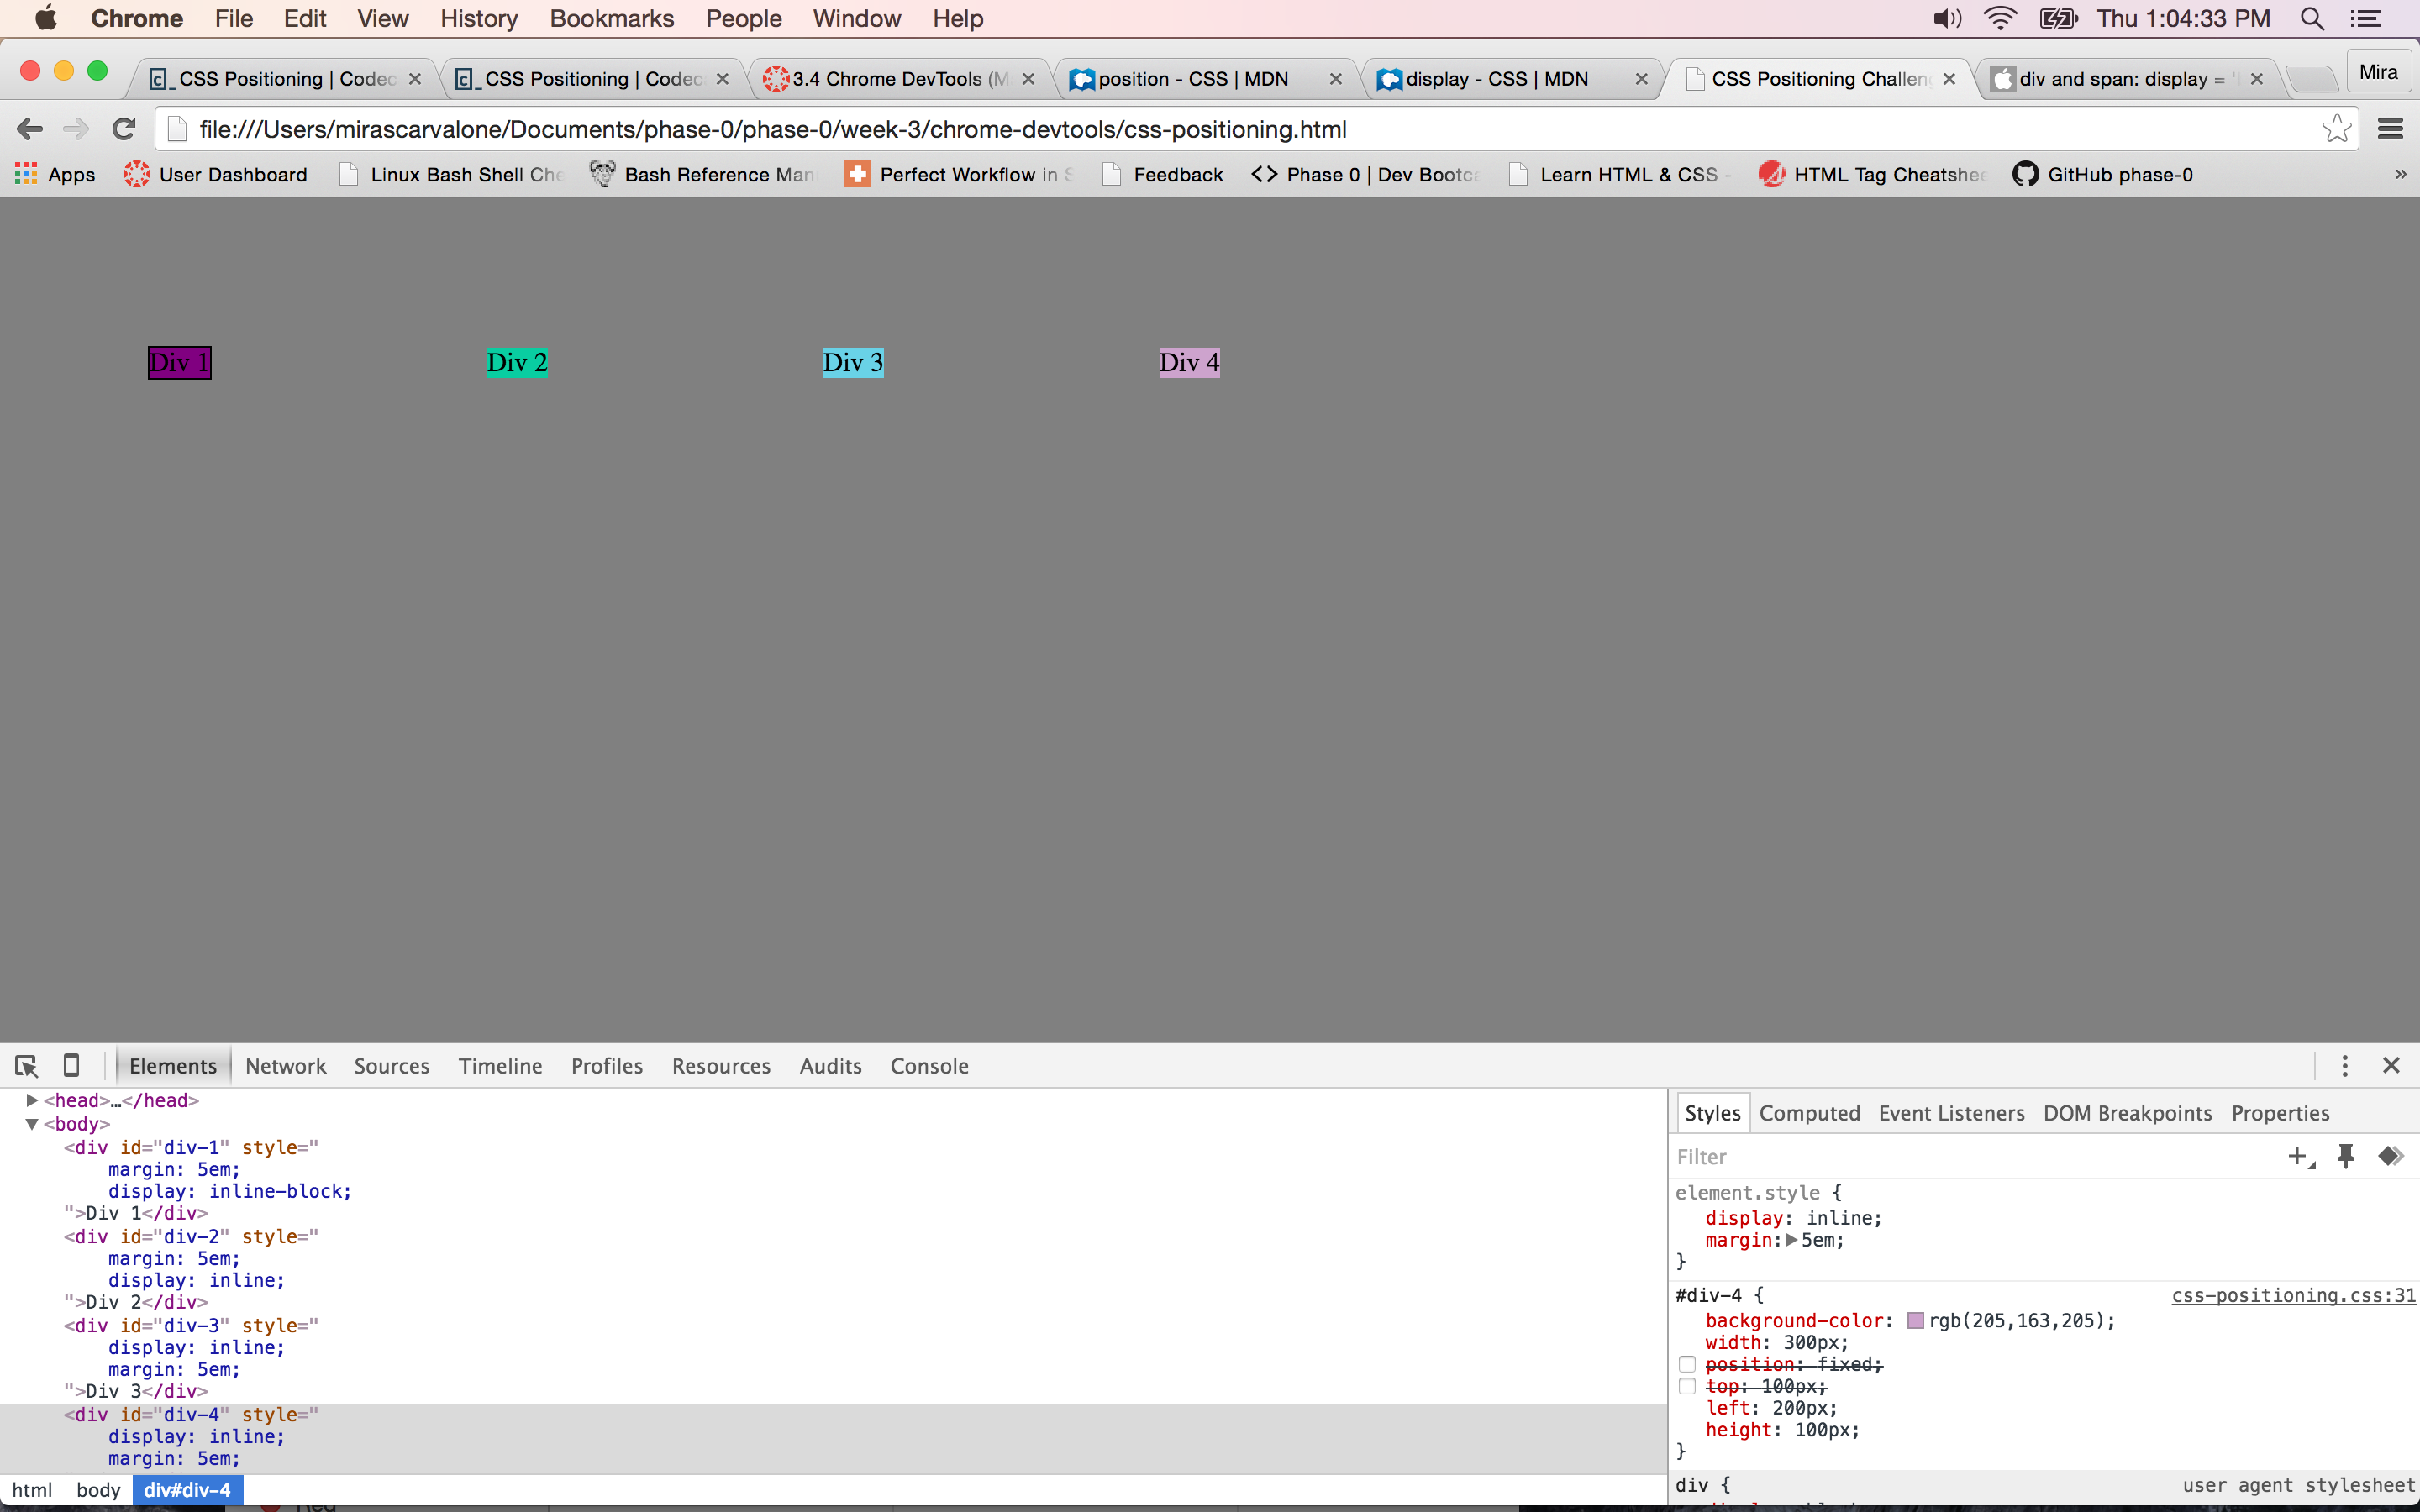 Chrome File Edit View History Bookmarks People Window Help Thu 1:04:33 PM
CSS Positioning | Codec CSS Positioning | Codec 3.4 Chrome DevTools (M position - CSS | MDN display - CSS | MDN CSS Positioning Challen div and span: display = ' Mira
file:///Users/mirascarvalone/Documents/phase-0/phase-0/week-3/chrome-devtools/css-positioning.html
Apps User Dashboard Linux Bash Shell Che Bash Reference Man Perfect Workflow in S Feedback <> Phase 0 | Dev Bootca Learn HTML & CSS - HTML Tag Cheatshee GitHub phase-0 »
Div 1 Div 2 Div 3 Div 4
Elements Network Sources Timeline Profiles Resources Audits Console
<head>…</head>
<body>
<div id="div-1" style="
margin: 5em;
display: inline-block;
">Div 1</div>
<div id="div-2" style="
margin: 5em;
display: inline;
">Div 2</div>
<div id="div-3" style="
display: inline;
margin: 5em;
">Div 3</div>
<div id="div-4" style="
display: inline;
margin: 5em;
html body div#div-4
Styles Computed Event Listeners DOM Breakpoints Properties
Filter
element.style {
display: inline;
margin: 5em;
}
#div-4 { css-positioning.css:31
background-color: rgb(205,163,205);
width: 300px;
position: fixed;
top: 100px;
left: 200px;
height: 100px;
}
div { user agent stylesheet